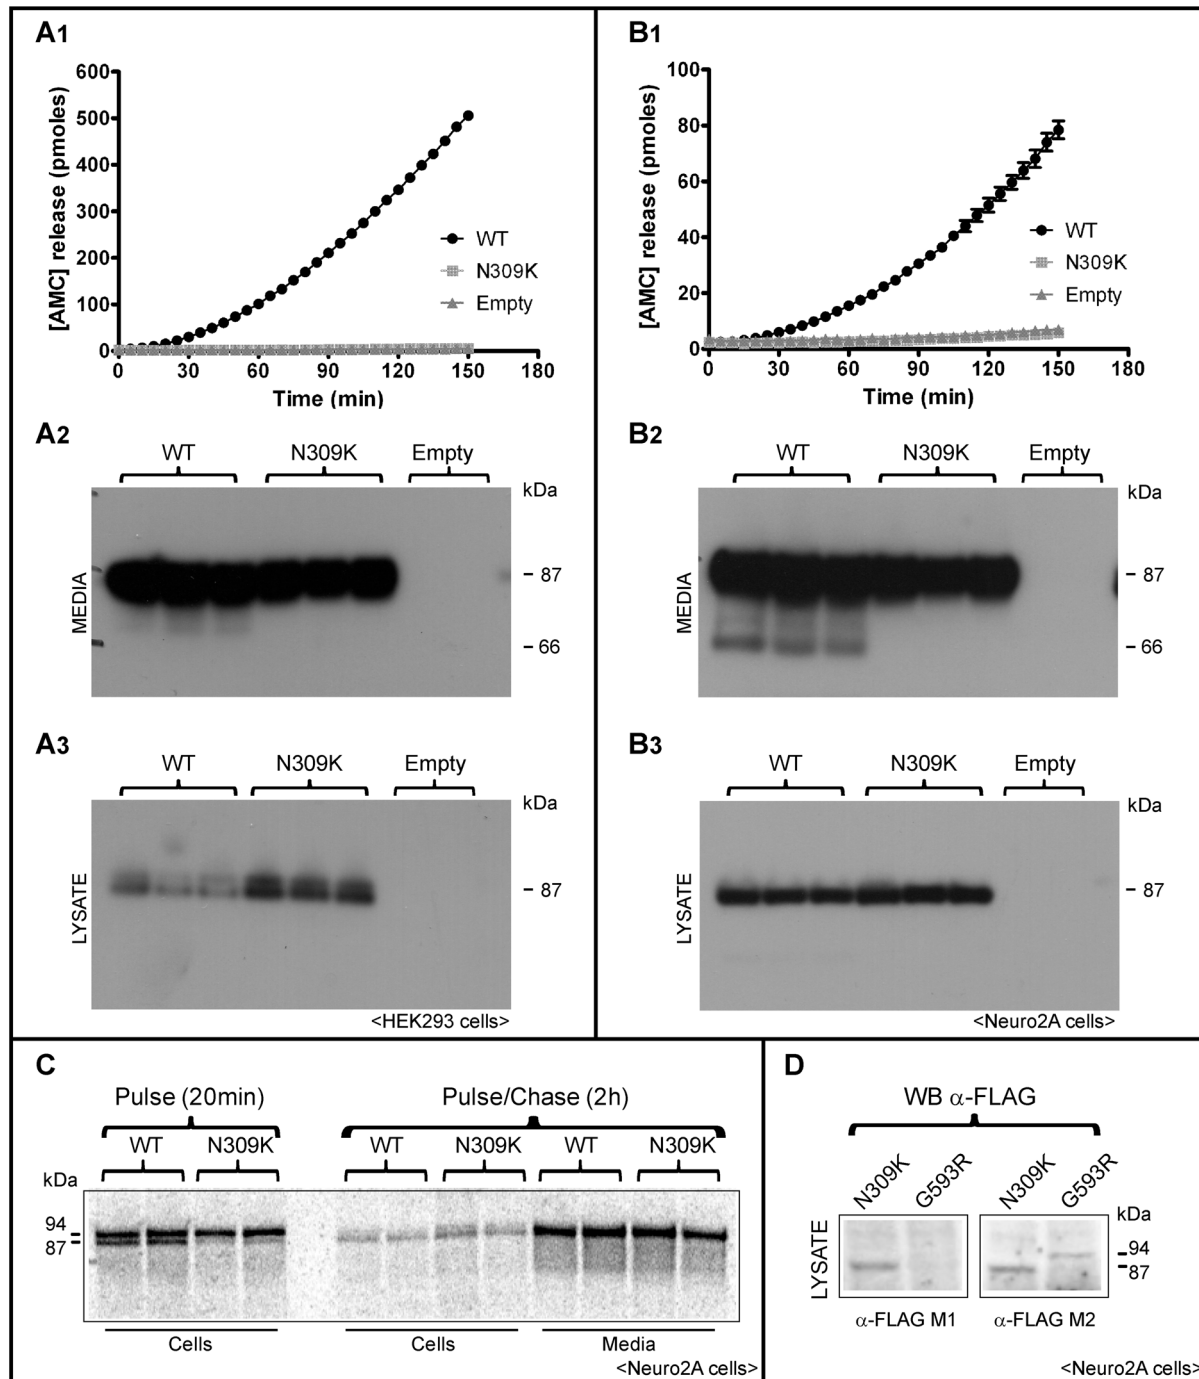 A1
600
500
400
300
200
100
0
[AMC] release (pmoles)
WT
N309K
Empty
0 30 60 90 120 150 180
Time (min)
B1
100
80
60
40
20
0
[AMC] release (pmoles)
WT
N309K
Empty
0 30 60 90 120 150 180
Time (min)
A2
WT N309K Empty
kDa
- 87
- 66
MEDIA
B2
WT N309K Empty
kDa
- 87
- 66
MEDIA
A3
WT N309K Empty
kDa
- 87
LYSATE
<HEK293 cells>
B3
WT N309K Empty
kDa
- 87
LYSATE
<Neuro2A cells>
C
Pulse (20min) Pulse/Chase (2h)
WT N309K WT N309K WT N309K
kDa
94
87
Cells Cells Media
<Neuro2A cells>
D
WB α-FLAG
N309K G593R N309K G593R
kDa
94
87
LYSATE
α-FLAG M1 α-FLAG M2
<Neuro2A cells>